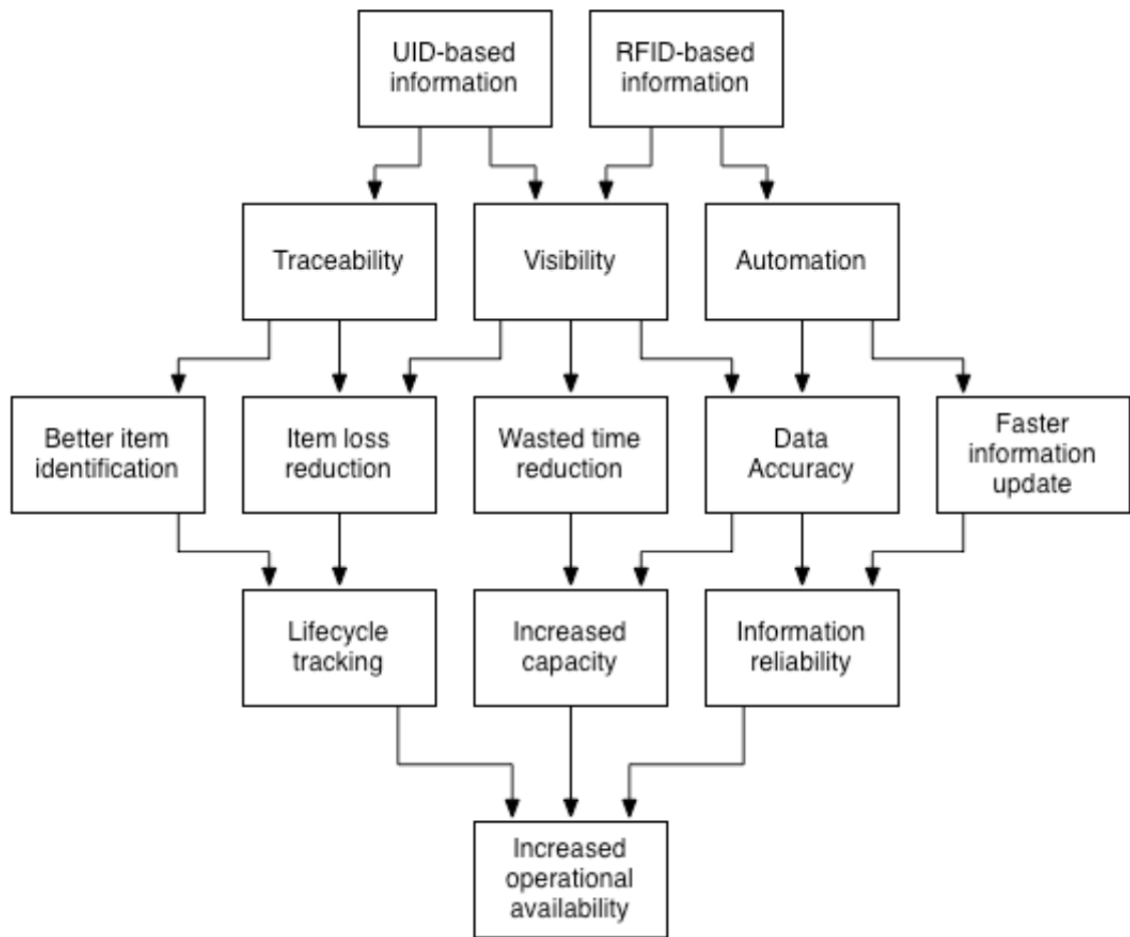 UID-based
information
RFID-based
information
Traceability
Visibility
Automation
Better item
identification
Item loss
reduction
Wasted time
reduction
Data
Accuracy
Faster
information
update
Lifecycle
tracking
Increased
capacity
Information
reliability
Increased
operational
availability